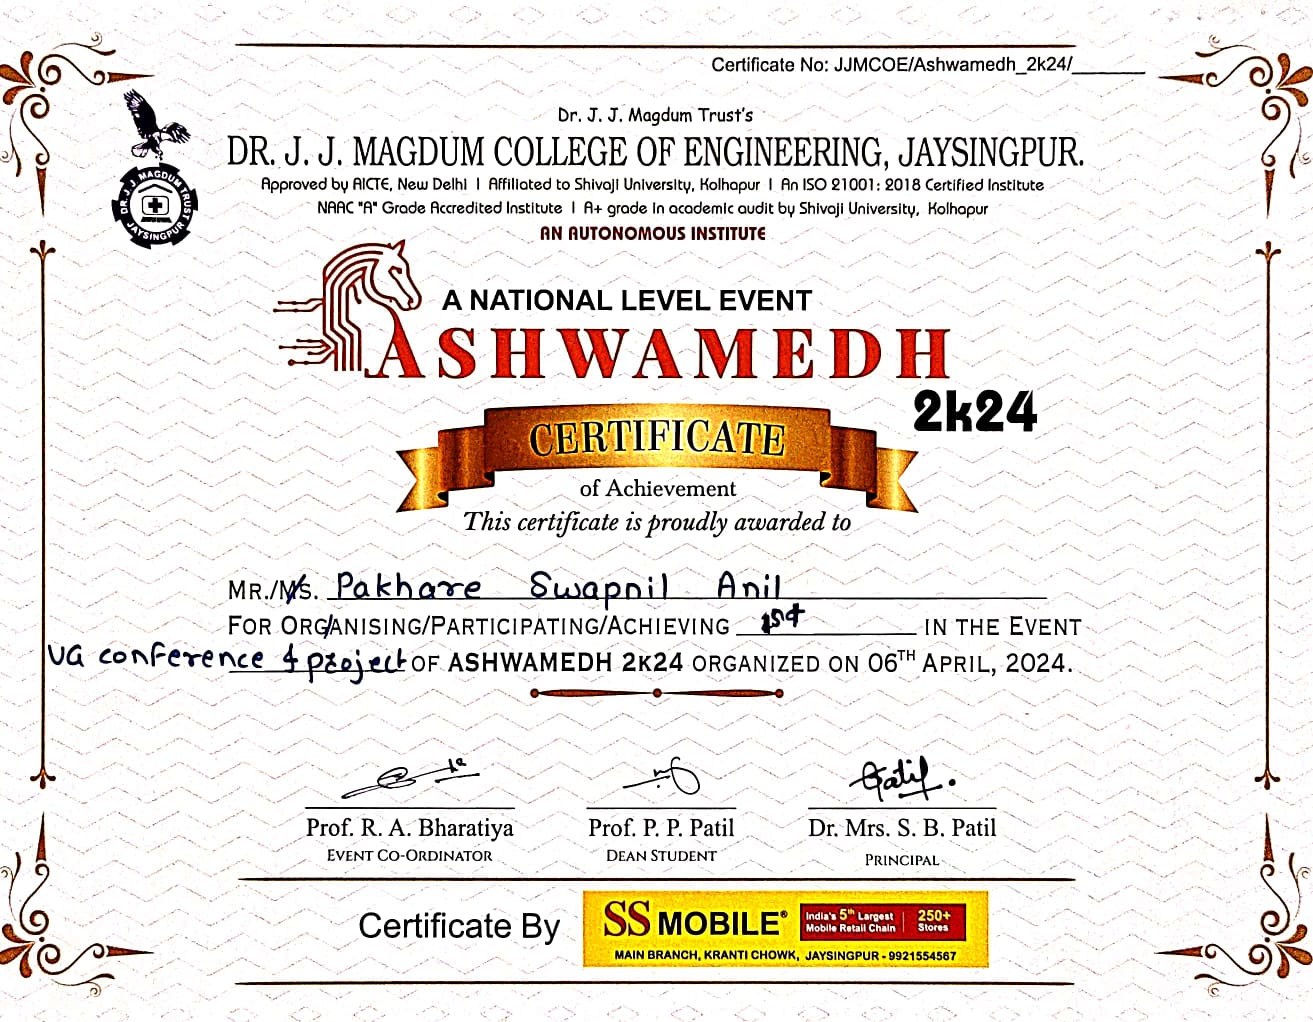 Certificate No: JJMCOE/Ashwamedh_2k24/_______
Dr. J. J. Magdum Trust's
DR. J. J. MAGDUM COLLEGE OF ENGINEERING, JAYSINGPUR.
Approved by AICTE, New Delhi | Affiliated to Shivaji University, Kolhapur | An ISO 21001: 2018 Certified Institute
NAAC "A" Grade Accredited Institute | A+ grade in academic audit by Shivaji University, Kolhapur
AN AUTONOMOUS INSTITUTE
DR. J. J. MAGDUM TRUST
JAYSINGPUR
A NATIONAL LEVEL EVENT
ASHWAMEDH
2k24
CERTIFICATE
of Achievement
This certificate is proudly awarded to
MR./MS. Pakhare Swapnil Anil
FOR ORGANISING/PARTICIPATING/ACHIEVING 1st IN THE EVENT
UG conference & project OF ASHWAMEDH 2K24 ORGANIZED ON 06TH APRIL, 2024.
Patil.
Prof. R. A. Bharatiya
EVENT CO-ORDINATOR
Prof. P. P. Patil
DEAN STUDENT
Dr. Mrs. S. B. Patil
PRINCIPAL
Certificate By
SS MOBILE®
India's 5th Largest
Mobile Retail Chain
250+
Stores
MAIN BRANCH, KRANTI CHOWK, JAYSINGPUR - 9921554567